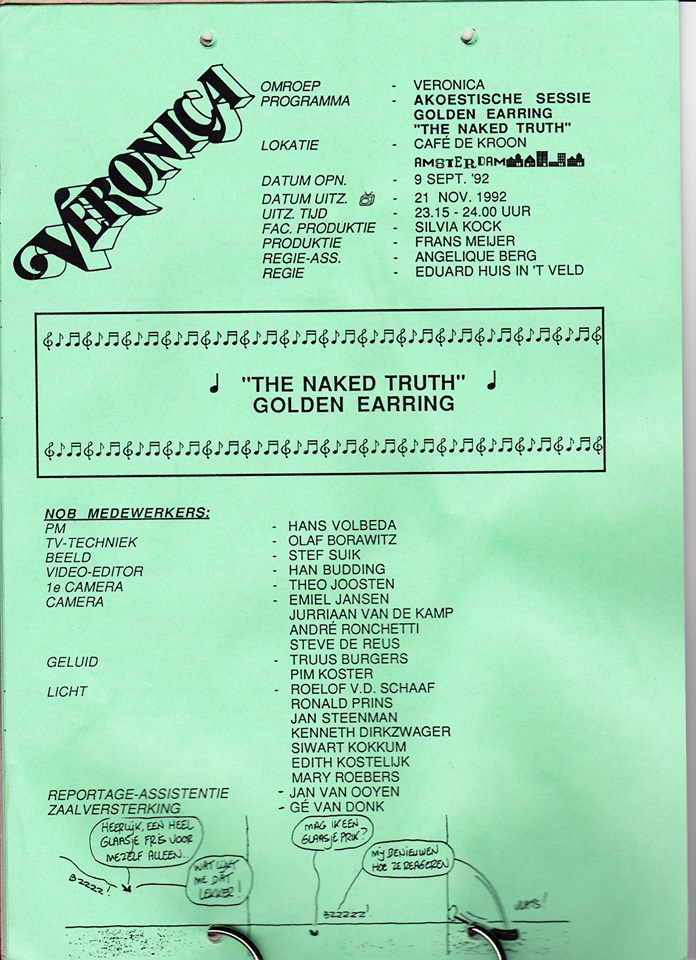 VERONICA
OMROEP - VERONICA
PROGRAMMA - AKOESTISCHE SESSIE
GOLDEN EARRING
"THE NAKED TRUTH"
LOKATIE - CAFÉ DE KROON
AMSTERDAM
DATUM OPN. - 9 SEPT. '92
DATUM UITZ. - 21 NOV. 1992
UITZ. TIJD - 23.15 - 24.00 UUR
FAC. PRODUKTIE - SILVIA KOCK
PRODUKTIE - FRANS MEIJER
REGIE-ASS. - ANGELIQUE BERG
REGIE - EDUARD HUIS IN 'T VELD
"THE NAKED TRUTH"
GOLDEN EARRING
NOB MEDEWERKERS:
PM - HANS VOLBEDA
TV-TECHNIEK - OLAF BORAWITZ
BEELD - STEF SUIK
VIDEO-EDITOR - HAN BUDDING
1e CAMERA - THEO JOOSTEN
CAMERA - EMIEL JANSEN
JURRIAAN VAN DE KAMP
ANDRÉ RONCHETTI
STEVE DE REUS
GELUID - TRUUS BURGERS
PIM KOSTER
LICHT - ROELOF V.D. SCHAAF
RONALD PRINS
JAN STEENMAN
KENNETH DIRKZWAGER
SIWART KOKKUM
EDITH KOSTELIJK
MARY ROEBERS
REPORTAGE-ASSISTENTIE - JAN VAN OOYEN
ZAALVERSTERKING - GÉ VAN DONK
HEERLIJK, EEN HEEL
GLAASJE FRIS VOOR
MEZELF ALLEEN...
BZZZZ!
WAT LIJKT
ME DAT
LEKKER!
MAG IK EEN
GLAASJE PRIK?
BZZZZZ!
MIJ BENIEUWEN
HOE ZE REAGEREN